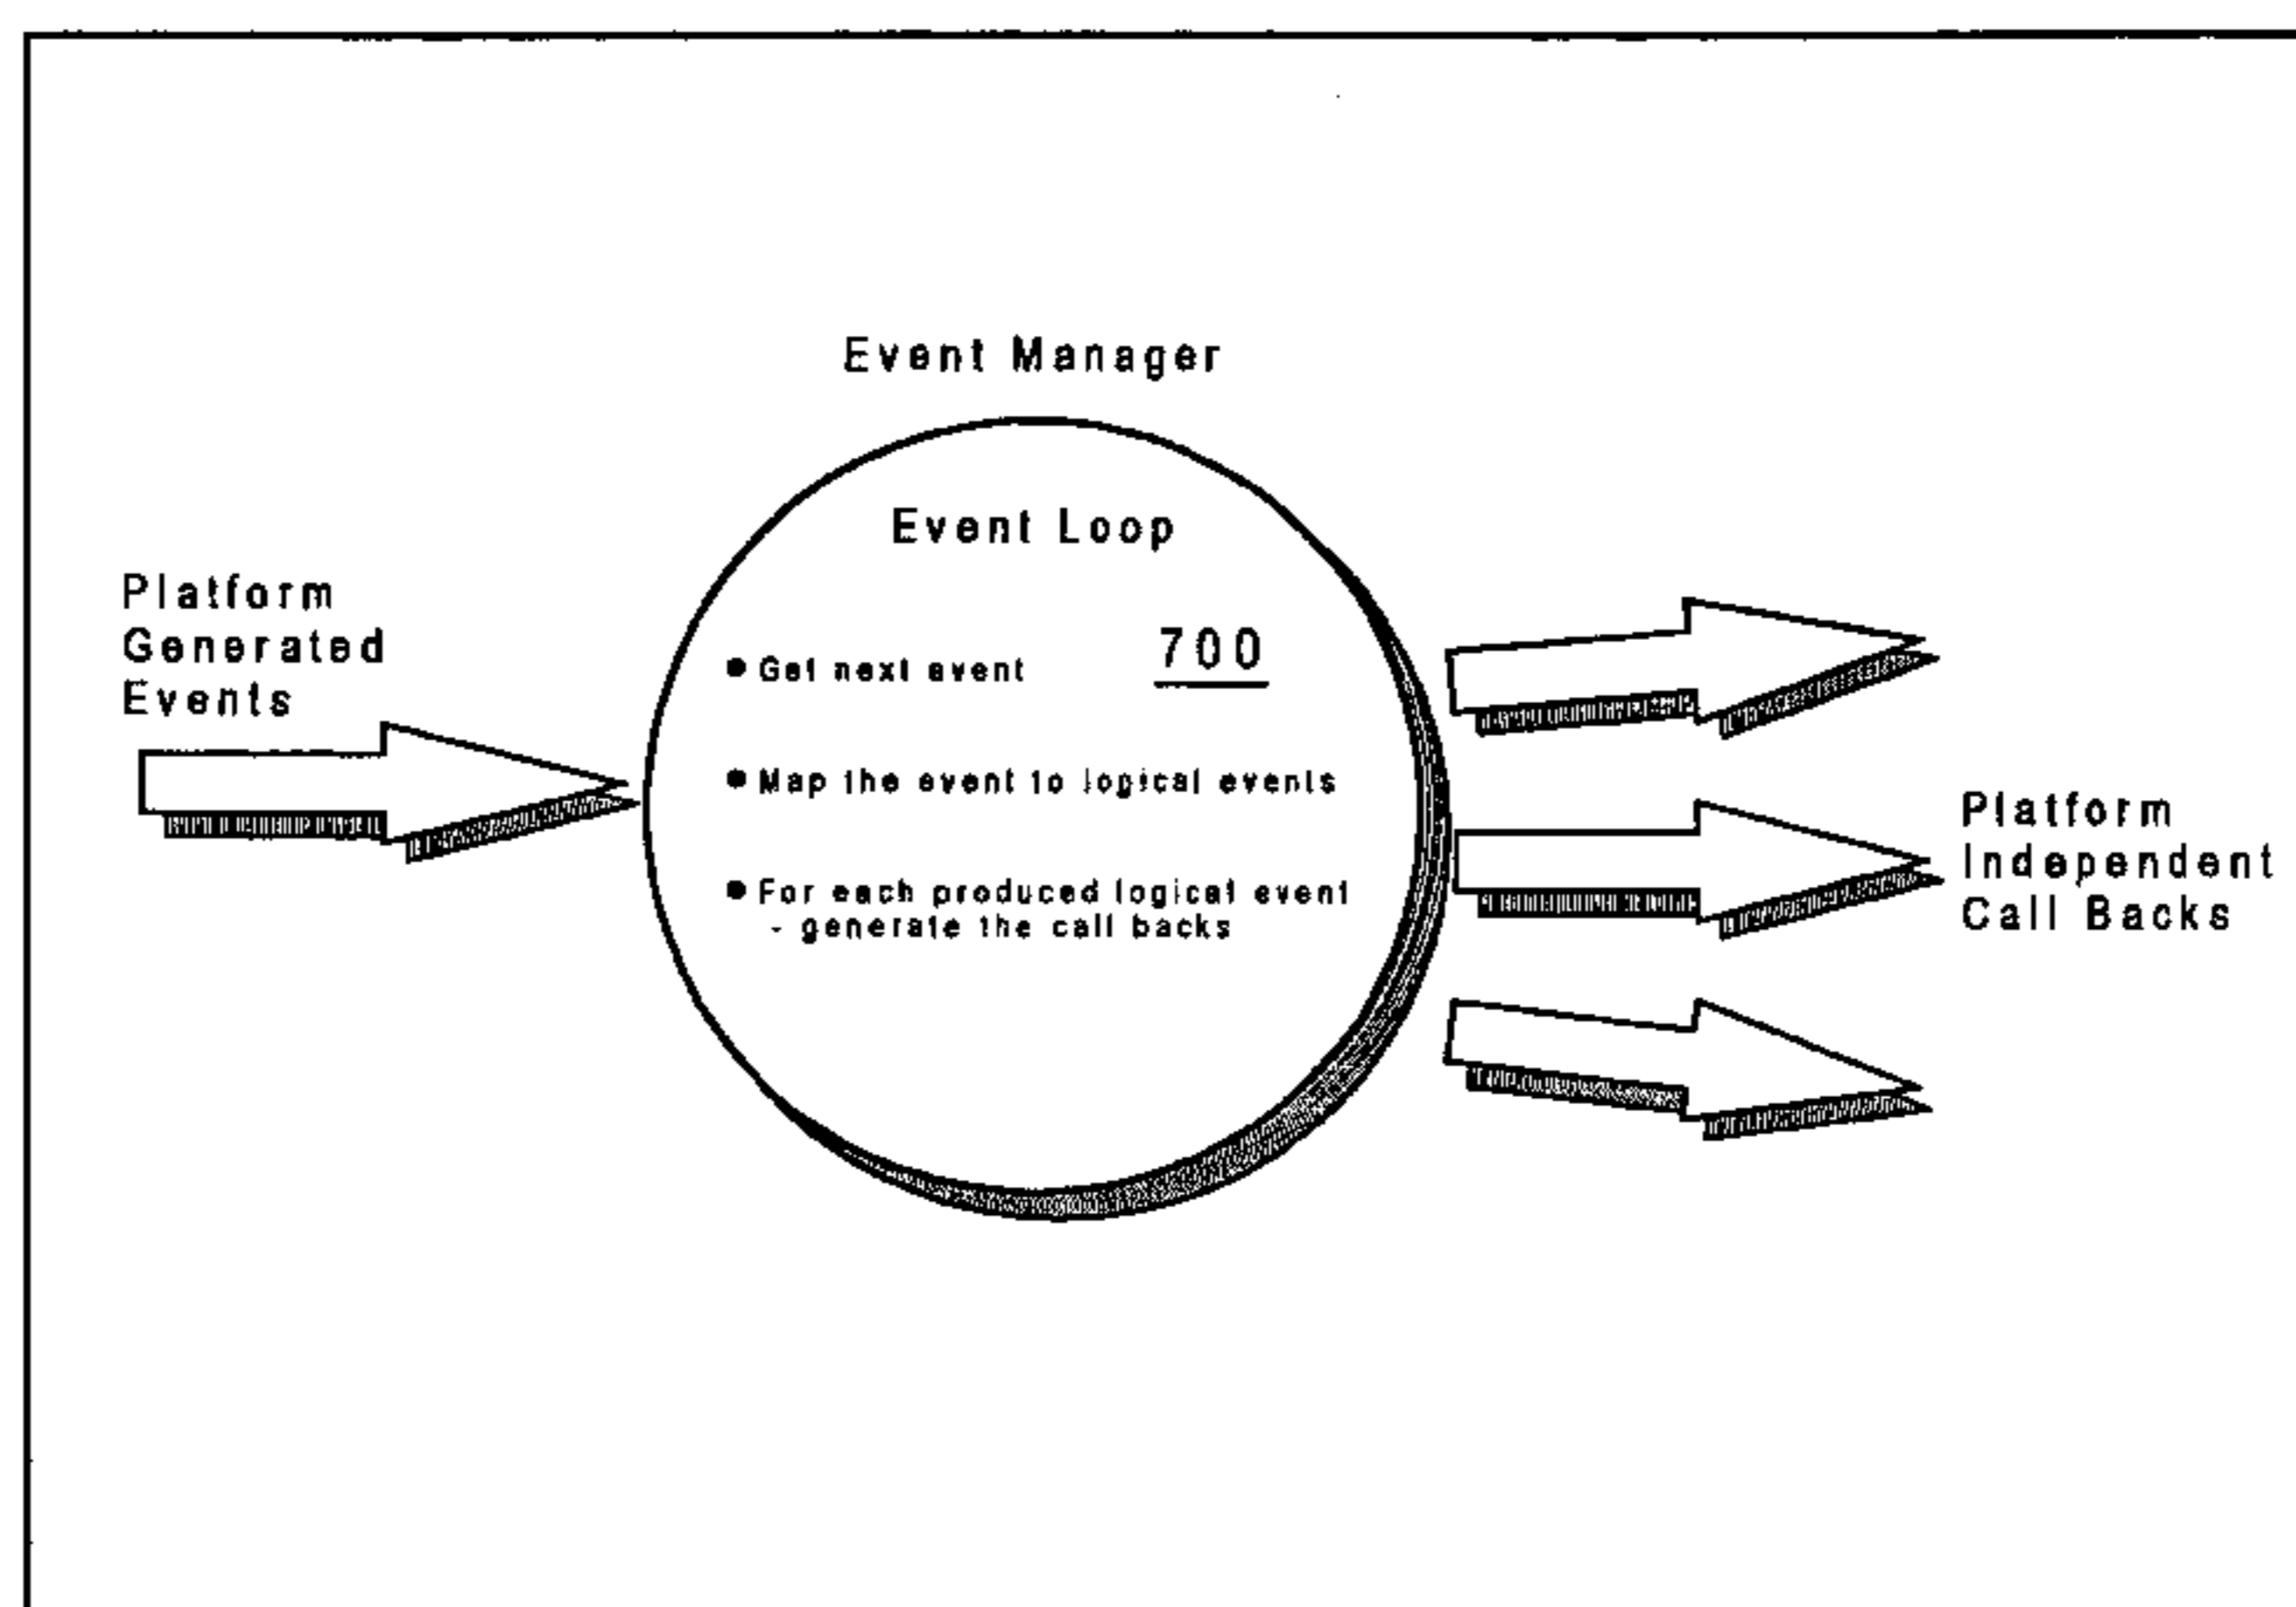 Event Manager
Event Loop
Platform
Generated
Events
700
• Get next event
• Map the event to logical events
• For each produced logical event
- generate the call backs
Platform
Independent
Call Backs